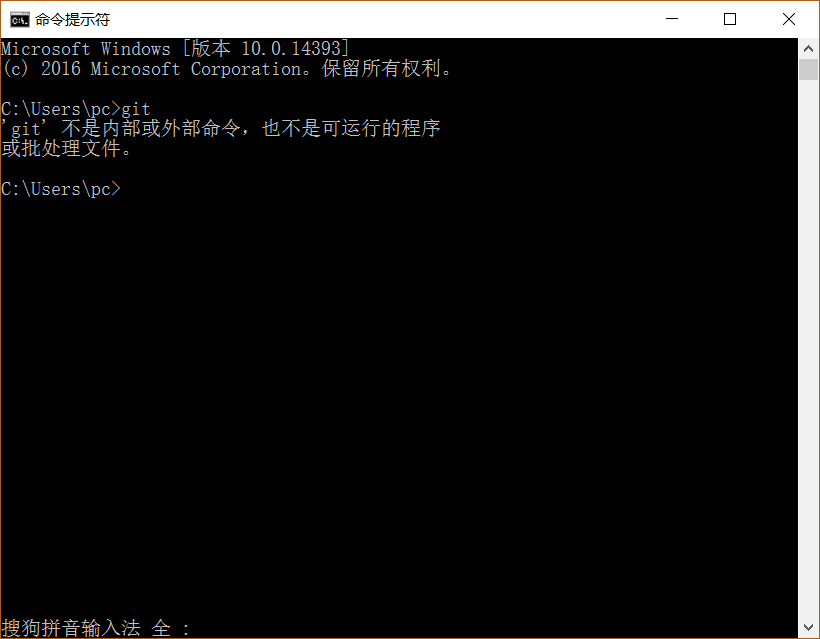 命令提示符
Microsoft Windows [版本 10.0.14393]
(c) 2016 Microsoft Corporation。保留所有权利。
C:\Users\pc>git
'git' 不是内部或外部命令，也不是可运行的程序
或批处理文件。
C:\Users\pc>
搜狗拼音输入法 全 :